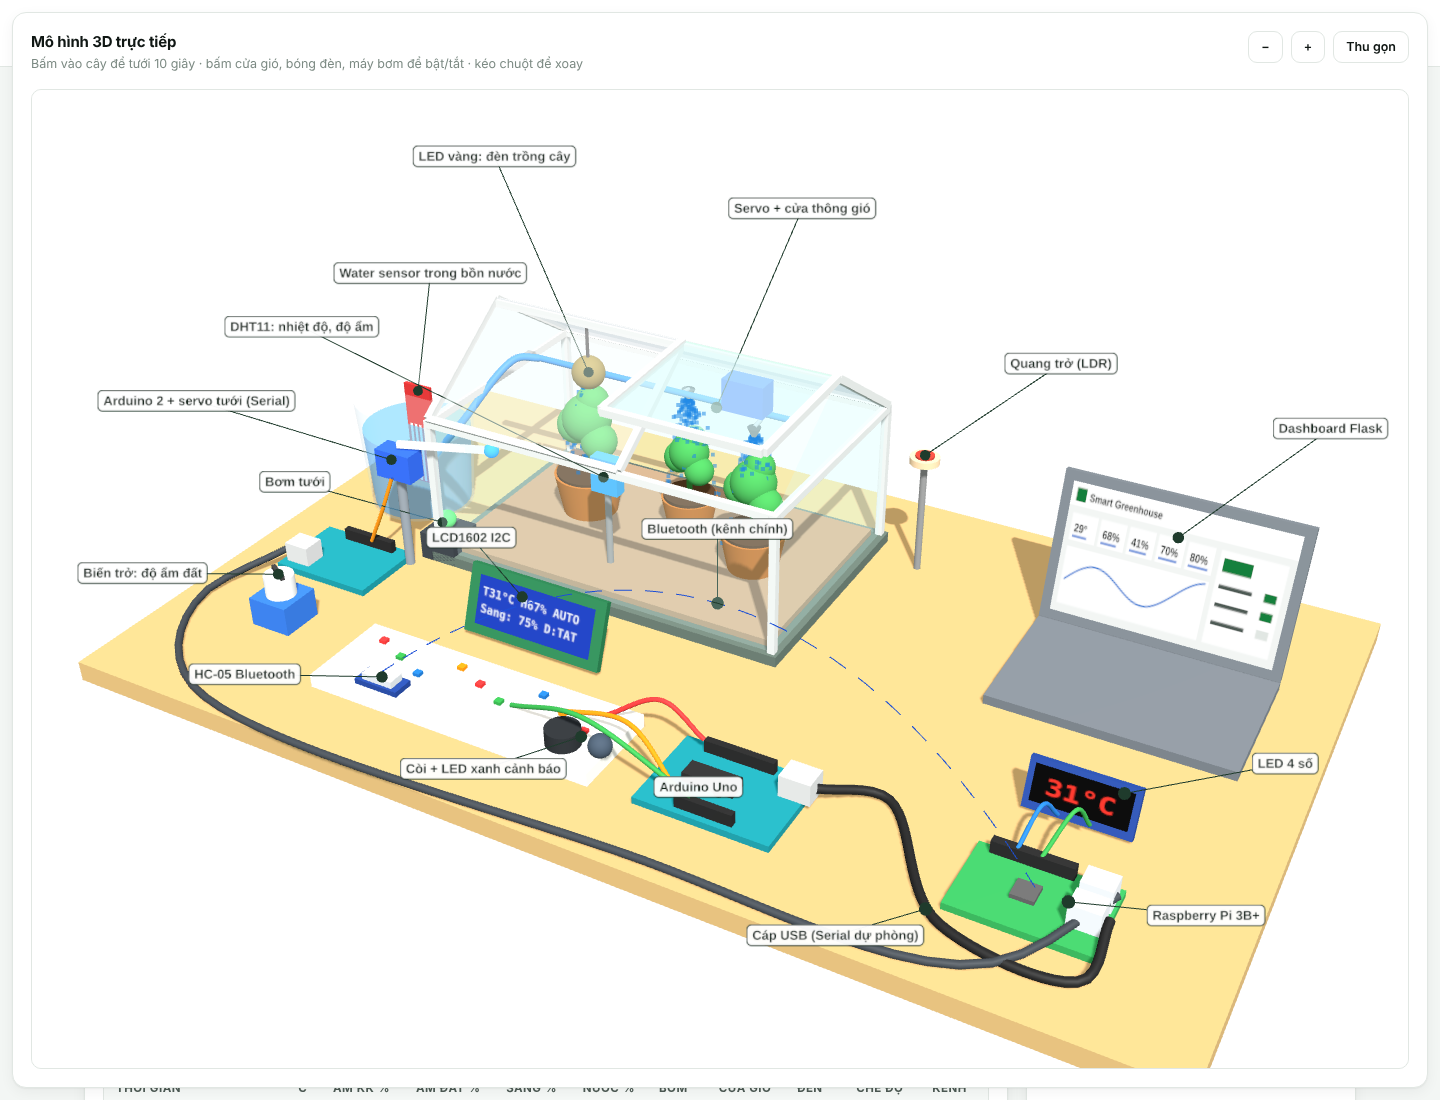 Mô hình 3D trực tiếp
Bấm vào cây để tưới 10 giây · bấm cửa gió, bóng đèn, máy bơm để bật/tắt · kéo chuột để xoay
−
+
Thu gọn
LED vàng: đèn trồng cây
Servo + cửa thông gió
Water sensor trong bồn nước
DHT11: nhiệt độ, độ ẩm
Quang trở (LDR)
Arduino 2 + servo tưới (Serial)
Dashboard Flask
Bơm tưới
Smart Greenhouse
29° 68% 41% 70% 80%
Bluetooth (kênh chính)
LCD1602 I2C
Biến trở: độ ẩm đất
T31°C H67% AUTO
Sang: 75% D:TAT
HC-05 Bluetooth
Còi + LED xanh cảnh báo
Arduino Uno
LED 4 số
31°C
Raspberry Pi 3B+
Cáp USB (Serial dự phòng)